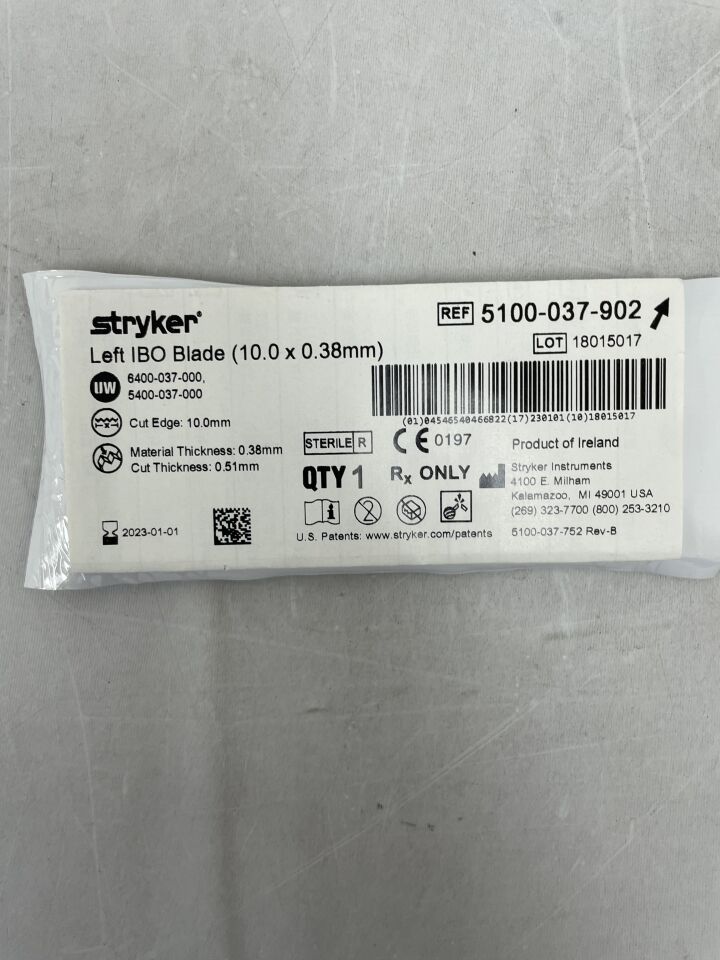 stryker®
REF 5100-037-902
LOT 18015017
Left IBO Blade (10.0 x 0.38mm)
UW 6400-037-000,
5400-037-000
(01)04546540466822(17)230101(10)18015017
Cut Edge: 10.0mm
Material Thickness: 0.38mm
Cut Thickness: 0.51mm
STERILE R
CE 0197
Product of Ireland
QTY 1
Rx ONLY
Stryker Instruments
4100 E. Milham
Kalamazoo, MI 49001 USA
(269) 323-7700 (800) 253-3210
2023-01-01
i
2
U.S. Patents: www.stryker.com/patents
5100-037-752 Rev-B